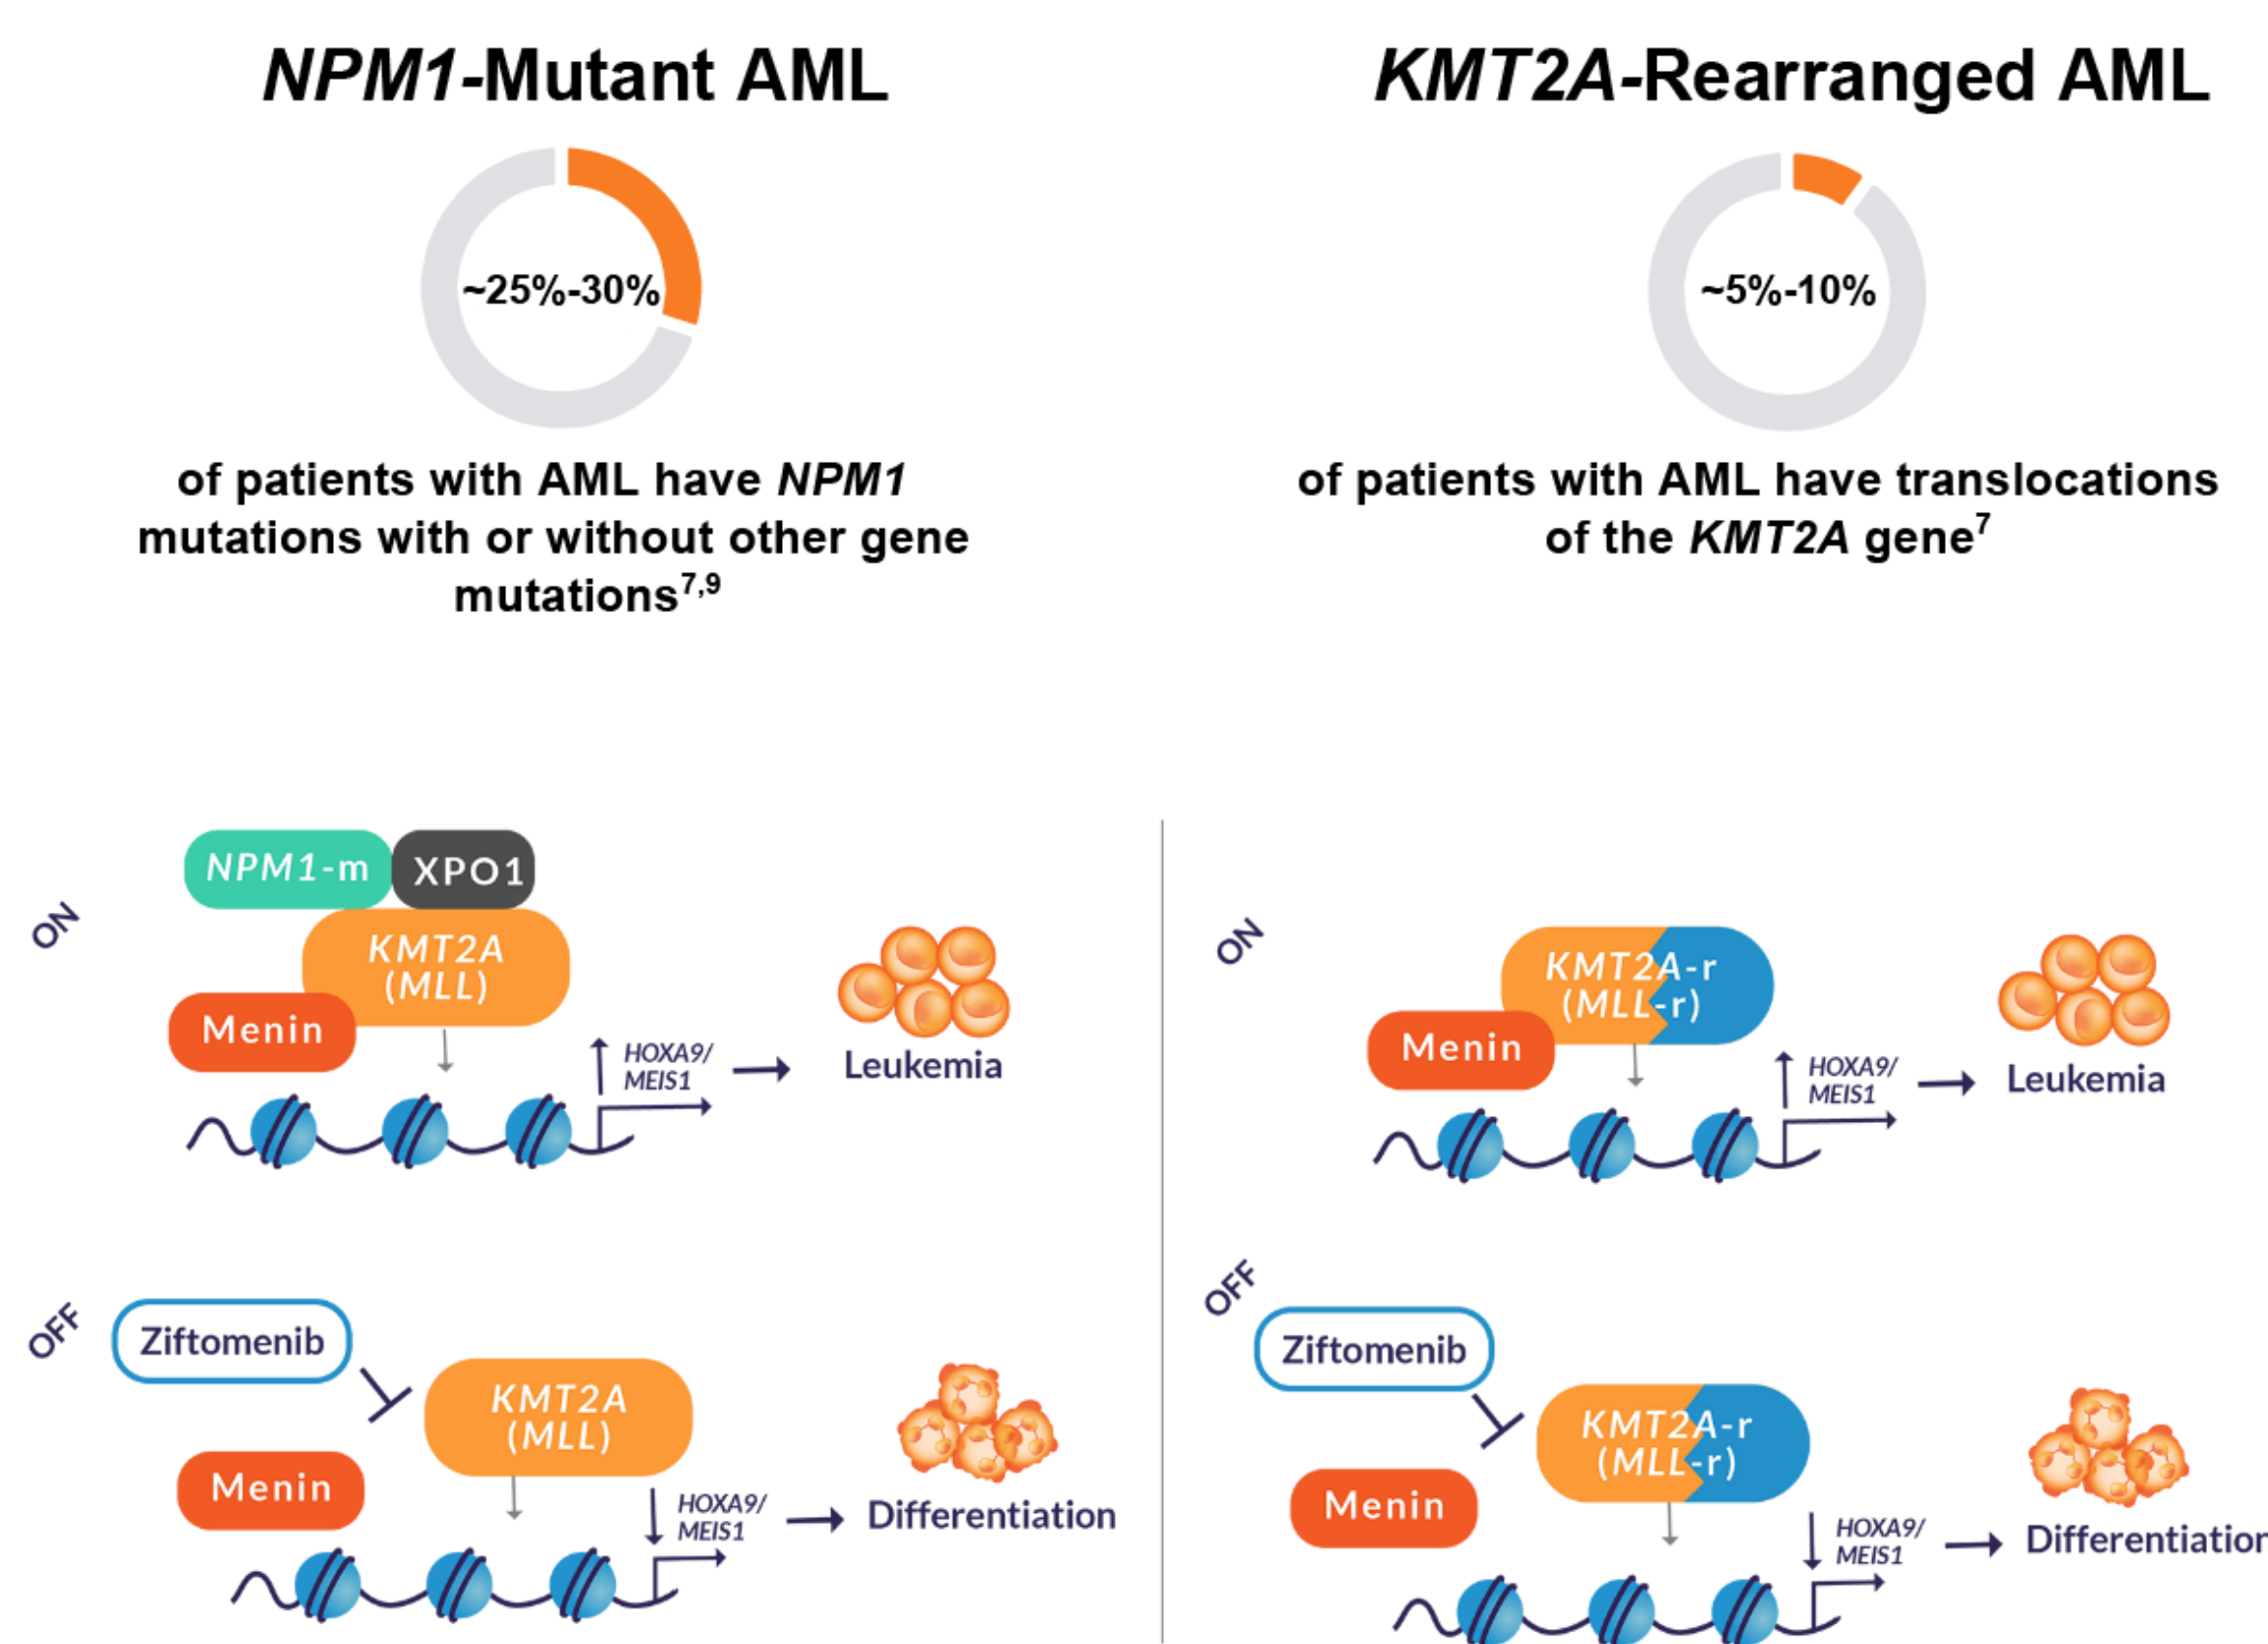 NPM1-Mutant AML
~25%-30%
of patients with AML have NPM1
mutations with or without other gene
mutations7,9
KMT2A-Rearranged AML
~5%-10%
of patients with AML have translocations
of the KMT2A gene7
ON
NPM1-m
XPO1
KMT2A
(MLL)
Menin
HOXA9/
MEIS1
Leukemia
OFF
Ziftomenib
KMT2A
(MLL)
Menin
HOXA9/
MEIS1
Differentiation
ON
KMT2A-r
(MLL-r)
Menin
HOXA9/
MEIS1
Leukemia
OFF
Ziftomenib
KMT2A-r
(MLL-r)
Menin
HOXA9/
MEIS1
Differentiation